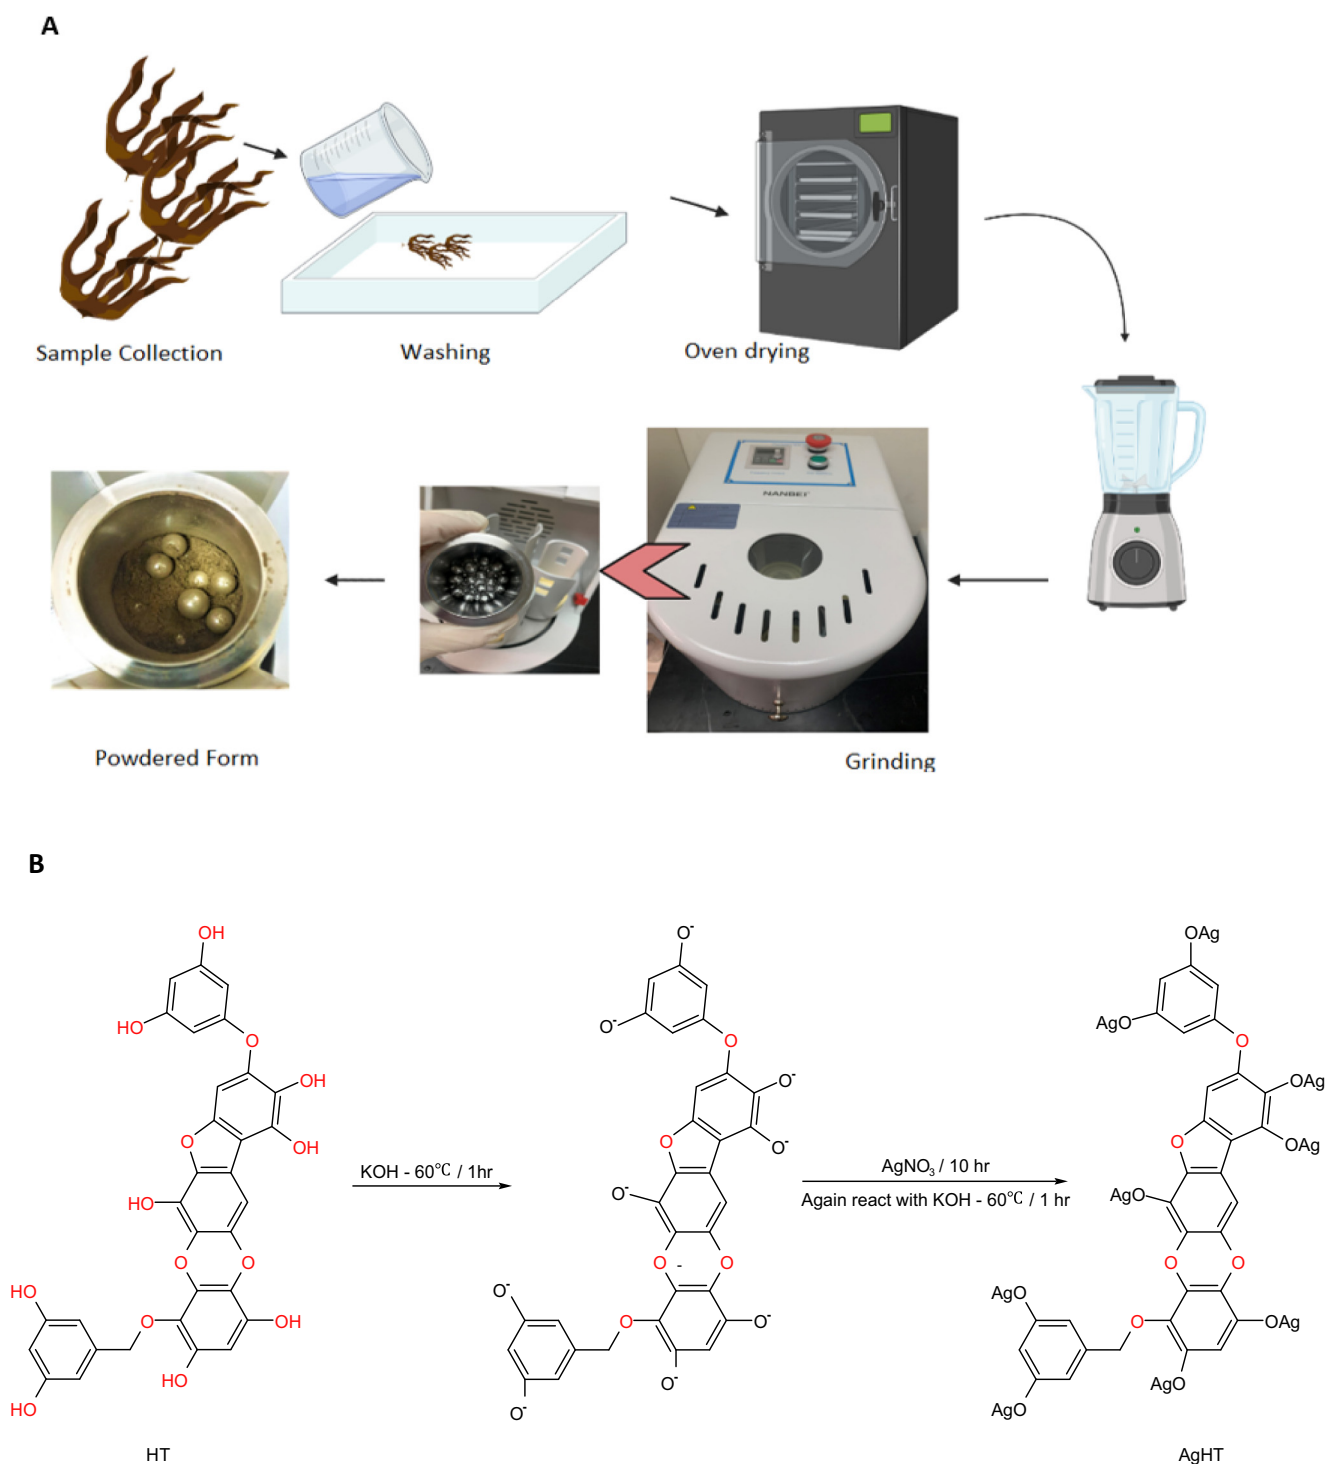 A
Sample Collection
Washing
Oven drying
NANBEI
Powdered Form
Grinding
B
OH
HO
O
OH
OH
O
HO
O
O
HO
O
OH
HO
HO
HT
KOH - 60℃ / 1hr
O-
O-
O
O-
O-
O
O-
O
-
O
O-
O
O-
O-
O-
AgNO3 / 10 hr
Again react with KOH - 60℃ / 1 hr
OAg
AgO
O
OAg
OAg
O
AgO
O
O
AgO
O
OAg
AgO
AgO
AgHT